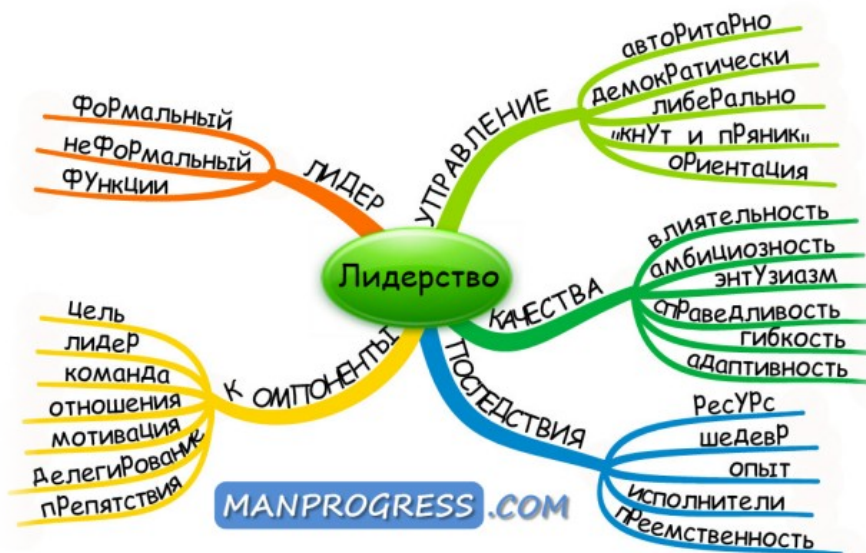 Лидерство
ЛИДЕР
формальный
неформальный
функции
УПРАВЛЕНИЕ
авторитарно
демократически
либерально
"кнут и пряник"
ориентация
КАЧЕСТВА
влиятельность
амбициозность
энтузиазм
справедливость
гибкость
адаптивность
ПОСЛЕДСТВИЯ
ресурс
шедевр
опыт
исполнители
преемственность
КОМПОНЕНТЫ
цель
лидер
команда
отношения
мотивация
делегирование
препятствия
MANPROGRESS.COM